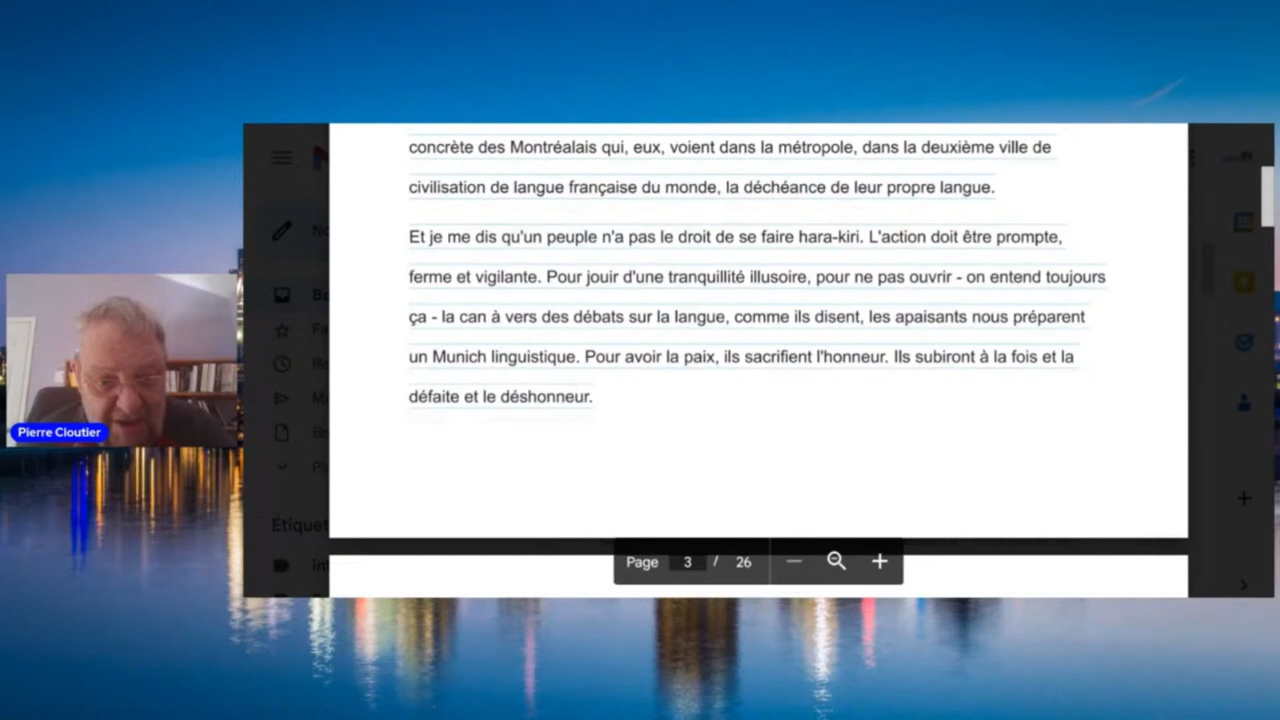 concrète des Montréalais qui, eux, voient dans la métropole, dans la deuxième ville de
civilisation de langue française du monde, la déchéance de leur propre langue.
Et je me dis qu'un peuple n'a pas le droit de se faire hara-kiri. L'action doit être prompte,
ferme et vigilante. Pour jouir d'une tranquillité illusoire, pour ne pas ouvrir - on entend toujours
ça - la can à vers des débats sur la langue, comme ils disent, les apaisants nous préparent
un Munich linguistique. Pour avoir la paix, ils sacrifient l'honneur. Ils subiront à la fois et la
défaite et le déshonneur.
Pierre Cloutier
Étiquet
Page 3 / 26